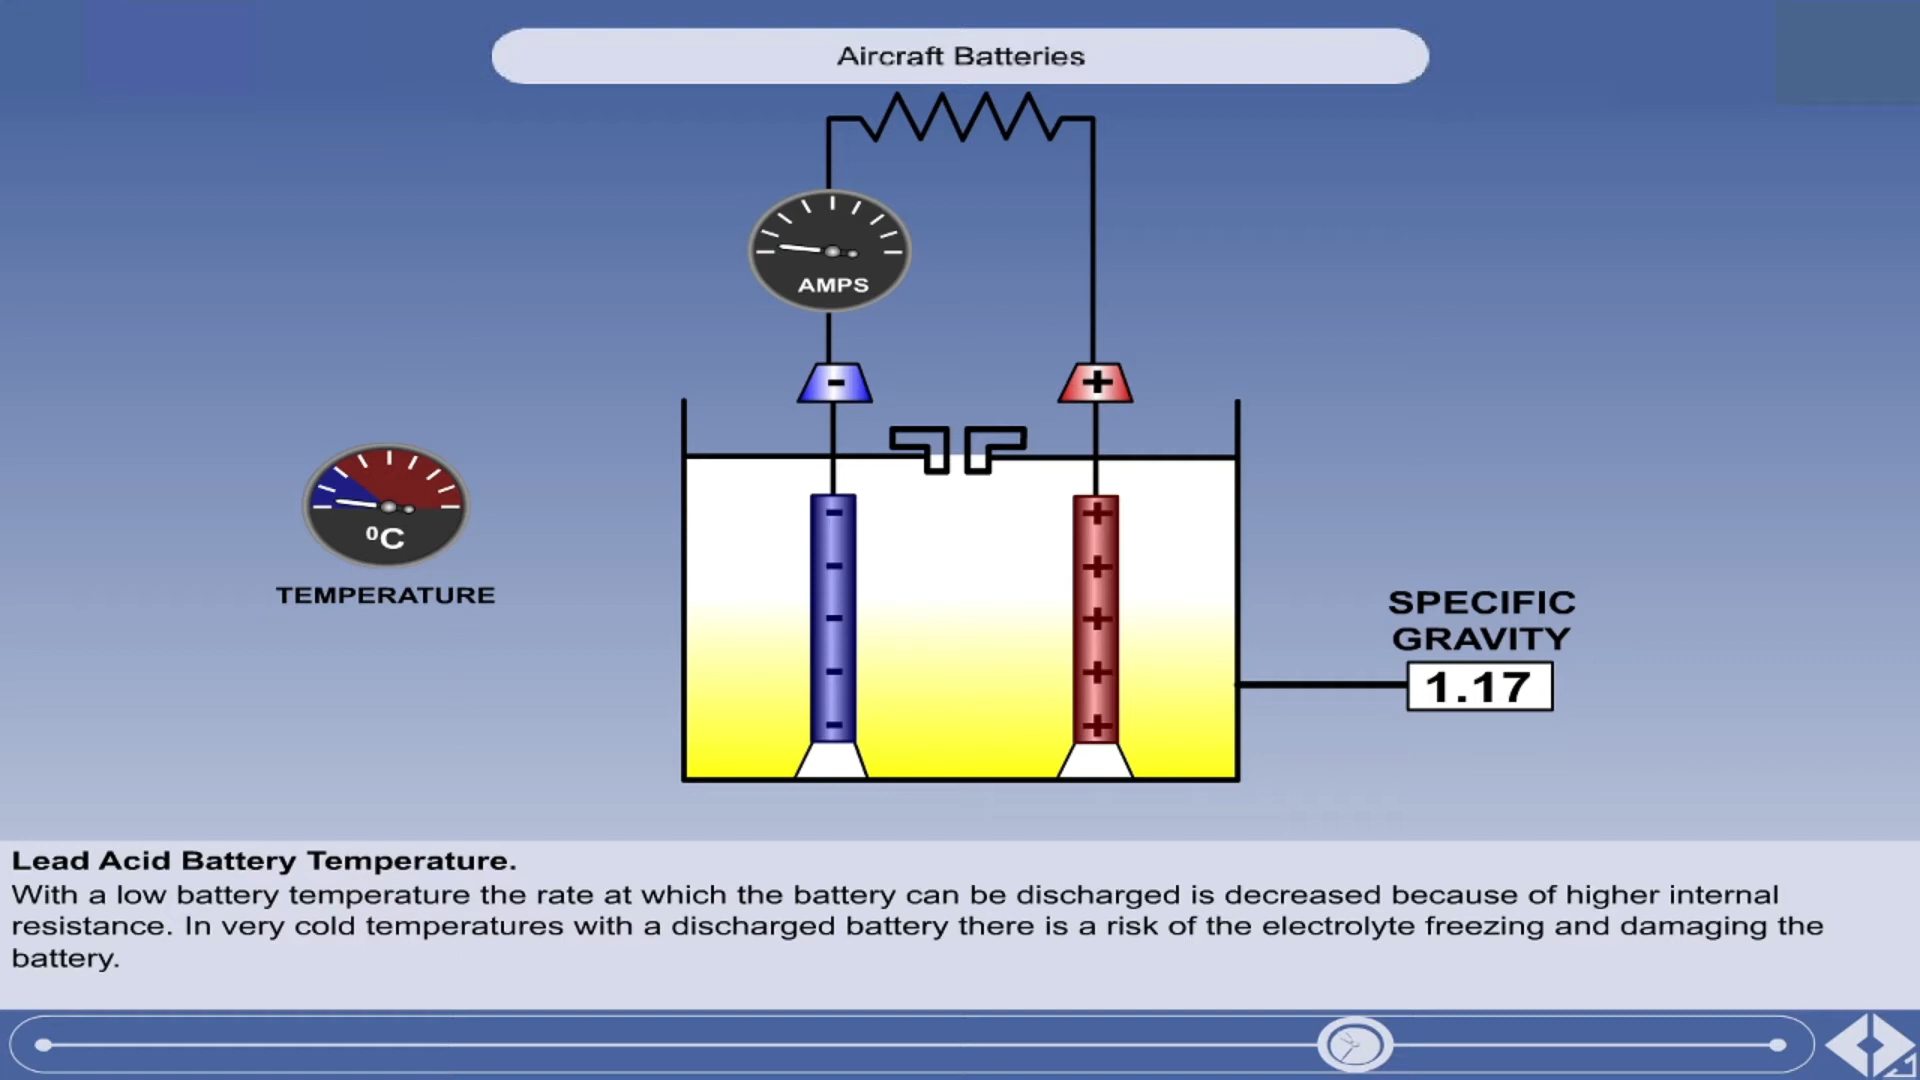 Aircraft Batteries
AMPS
-
+
⁰C
TEMPERATURE
SPECIFIC
GRAVITY
1.17
Lead Acid Battery Temperature.
With a low battery temperature the rate at which the battery can be discharged is decreased because of higher internal
resistance. In very cold temperatures with a discharged battery there is a risk of the electrolyte freezing and damaging the
battery.